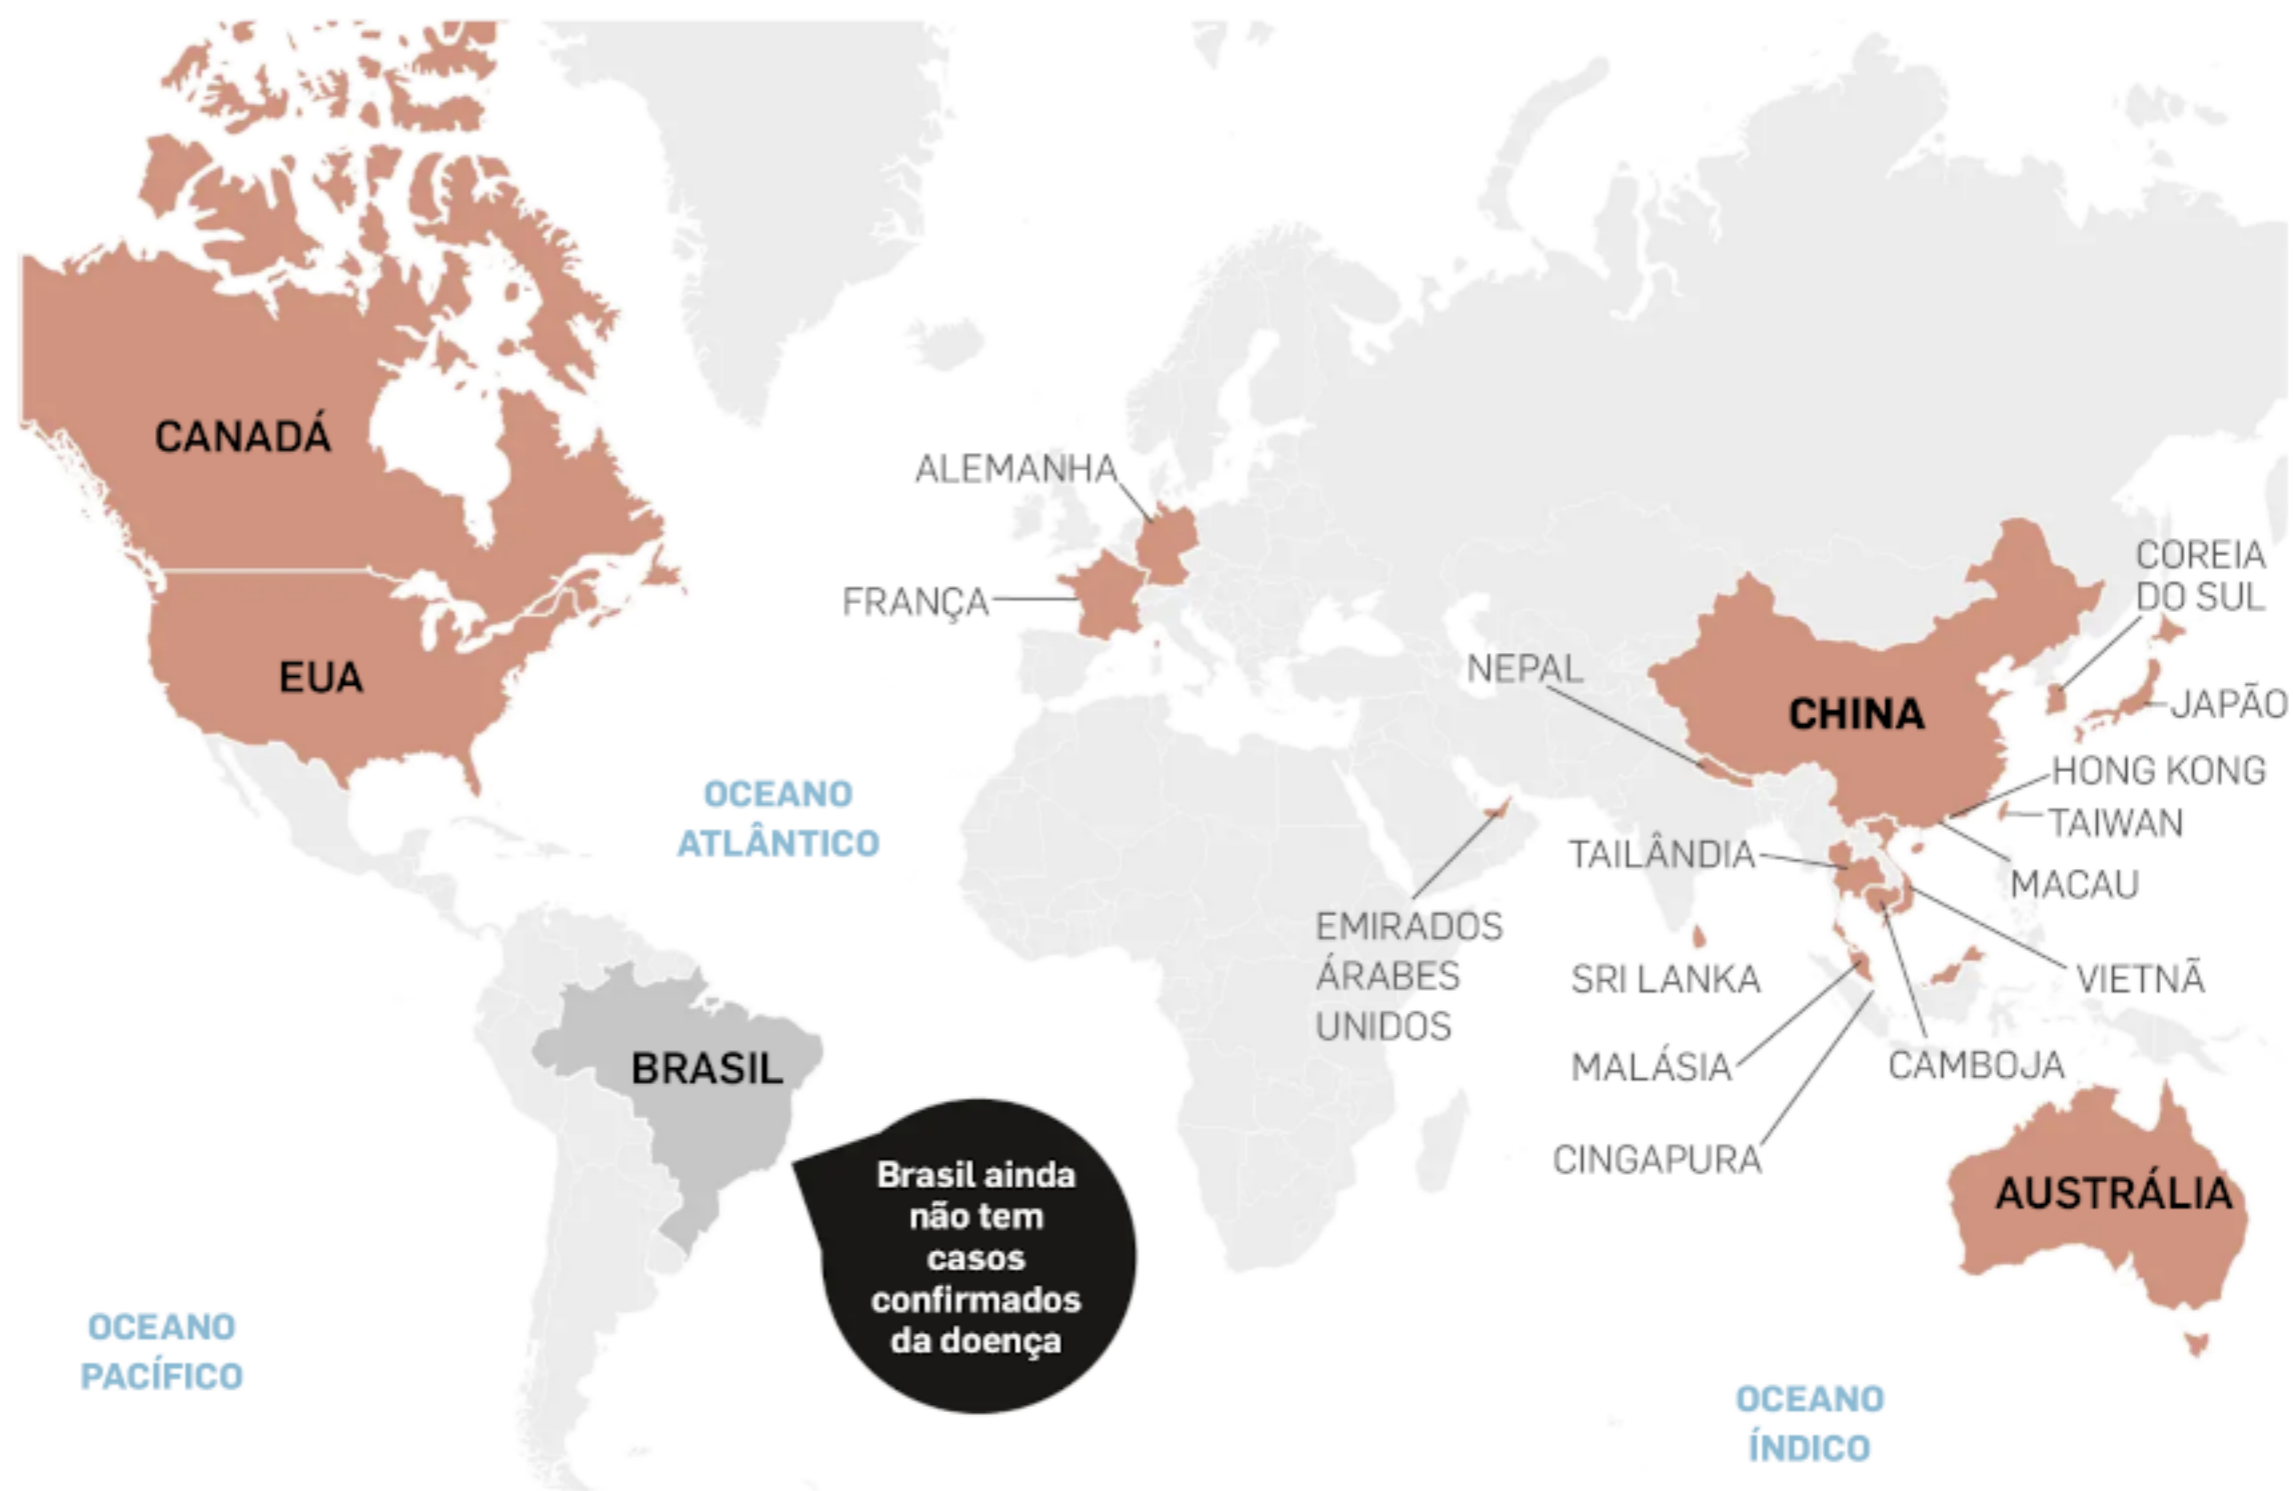 CANADÁ
EUA
ALEMANHA
FRANÇA
NEPAL
CHINA
COREIA
DO SUL
JAPÃO
HONG KONG
TAIWAN
MACAU
OCEANO
ATLÂNTICO
TAILÂNDIA
EMIRADOS
ÁRABES
UNIDOS
SRI LANKA
VIETNÃ
MALÁSIA
CAMBOJA
CINGAPURA
BRASIL
Brasil ainda
não tem
casos
confirmados
da doença
AUSTRÁLIA
OCEANO
PACÍFICO
OCEANO
ÍNDICO